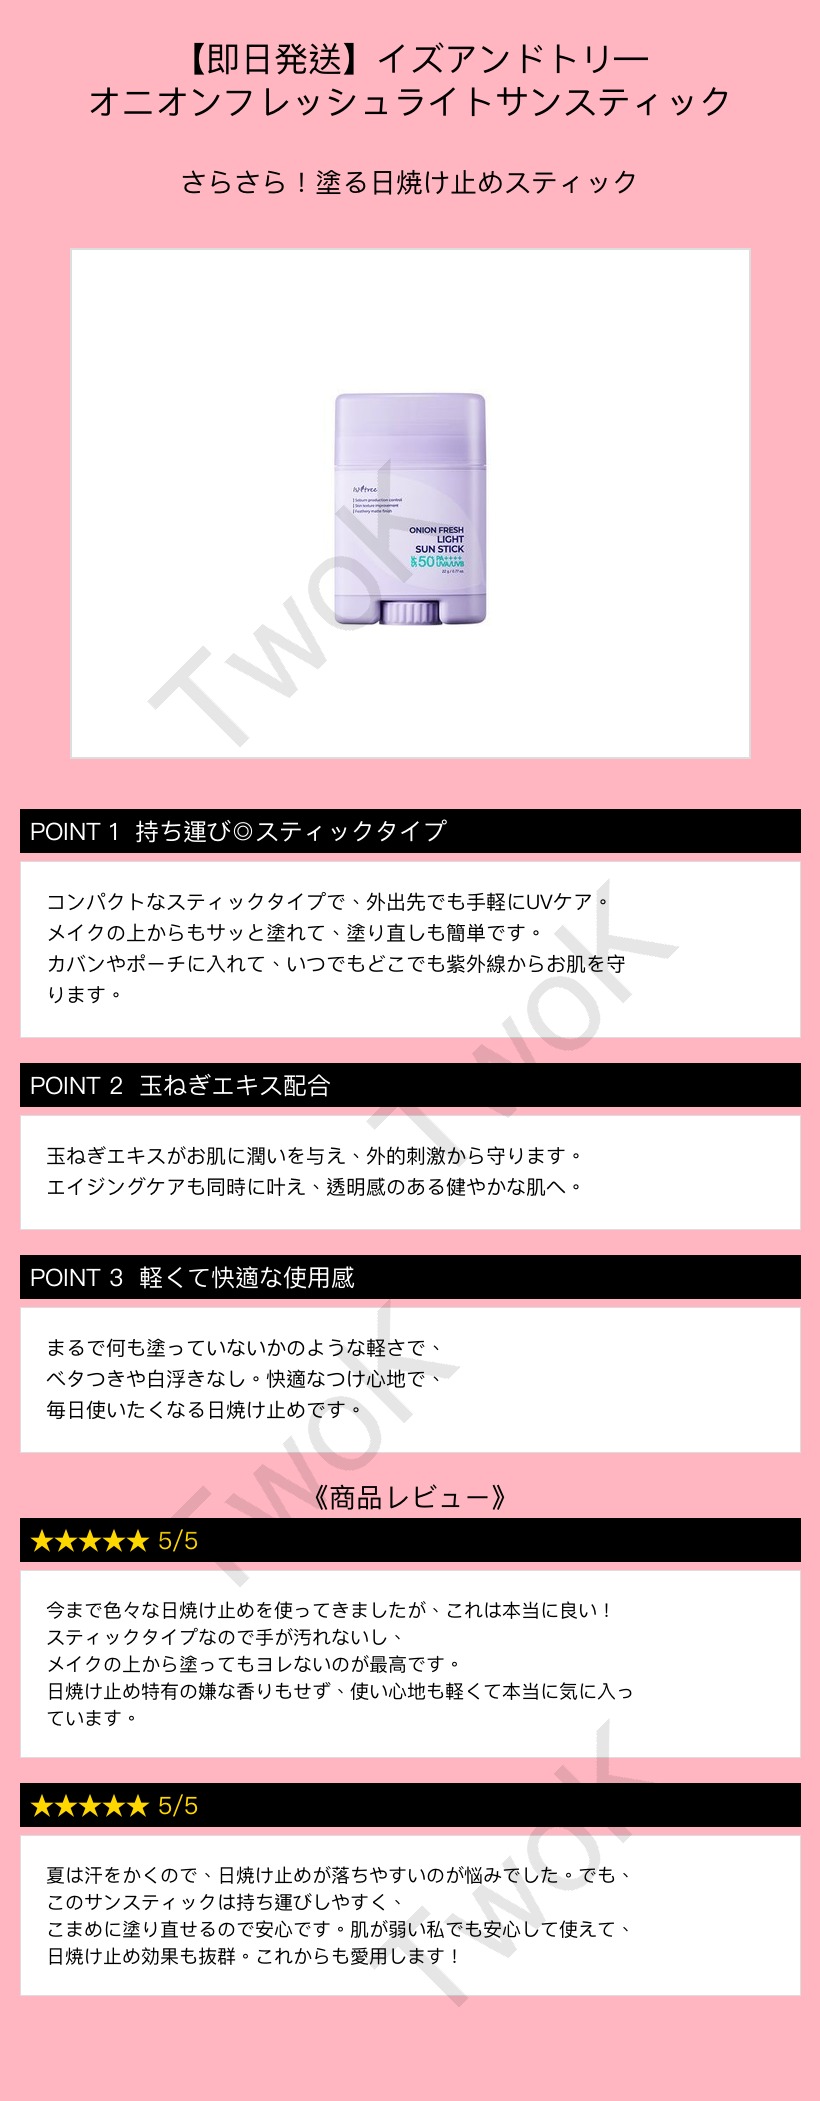 【即日発送】イズアンドトリー
オニオンフレッシュライトサンスティック
さらさら！塗る日焼け止めスティック
isNtree
Sebum production control
Skin texture improvement
Feathery matte finish
ONION FRESH
LIGHT
SUN STICK
SPF 50 PA++++
UVA/UVB
22 g / 0.77 oz.
TwoK
POINT 1 持ち運び◎スティックタイプ
コンパクトなスティックタイプで、外出先でも手軽にUVケア。
メイクの上からもサッと塗れて、塗り直しも簡単です。
カバンやポーチに入れて、いつでもどこでも紫外線からお肌を守
ります。
TwoK
POINT 2 玉ねぎエキス配合
玉ねぎエキスがお肌に潤いを与え、外的刺激から守ります。
エイジングケアも同時に叶え、透明感のある健やかな肌へ。
POINT 3 軽くて快適な使用感
まるで何も塗っていないかのような軽さで、
ベタつきや白浮きなし。快適なつけ心地で、
毎日使いたくなる日焼け止めです。
TwoK
《商品レビュー》
★★★★★ 5/5
今まで色々な日焼け止めを使ってきましたが、これは本当に良い！
スティックタイプなので手が汚れないし、
メイクの上から塗ってもヨレないのが最高です。
日焼け止め特有の嫌な香りもせず、使い心地も軽くて本当に気に入っ
ています。
★★★★★ 5/5
夏は汗をかくので、日焼け止めが落ちやすいのが悩みでした。でも、
このサンスティックは持ち運びしやすく、
こまめに塗り直せるので安心です。肌が弱い私でも安心して使えて、
日焼け止め効果も抜群。これからも愛用します！
TwoK